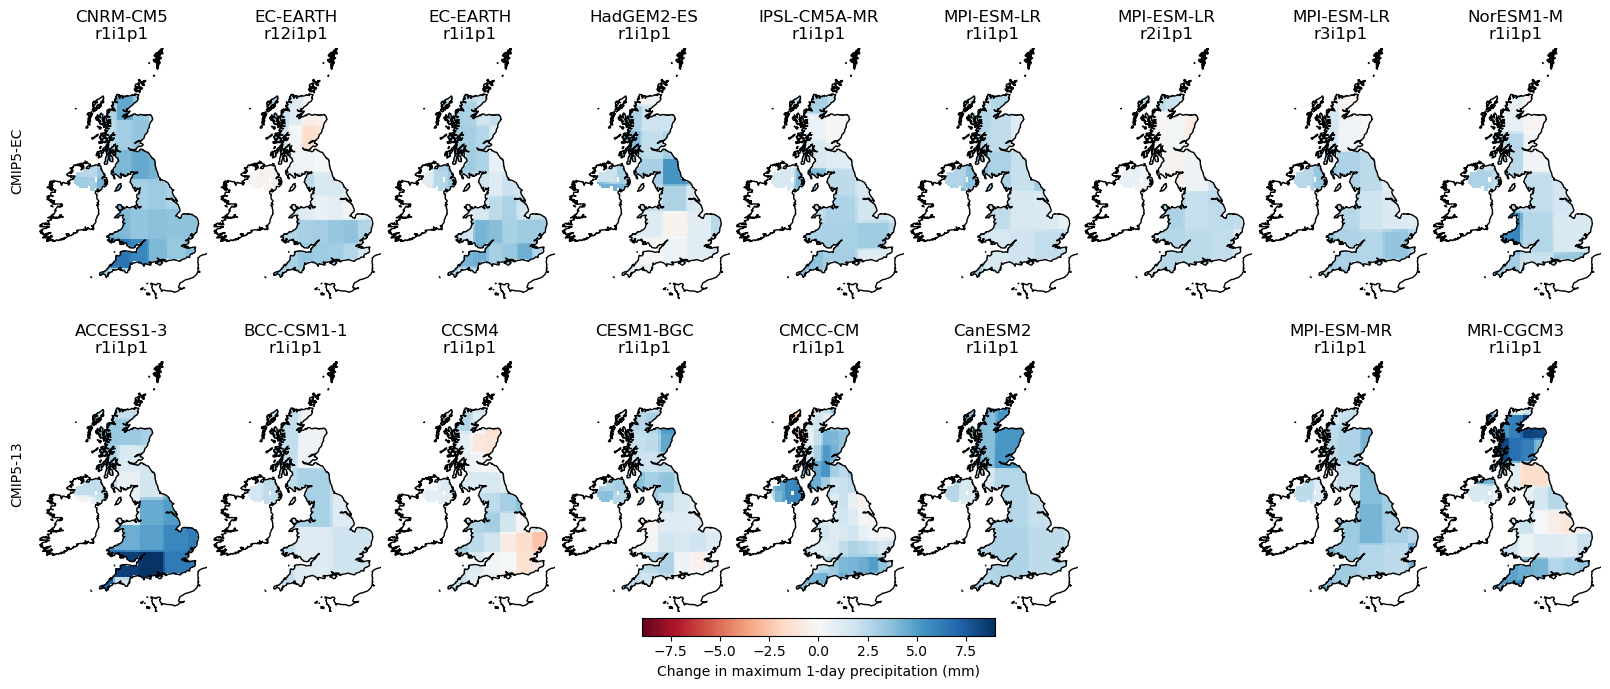 CNRM-CM5
r1i1p1
EC-EARTH
r12i1p1
EC-EARTH
r1i1p1
HadGEM2-ES
r1i1p1
IPSL-CM5A-MR
r1i1p1
MPI-ESM-LR
r1i1p1
MPI-ESM-LR
r2i1p1
MPI-ESM-LR
r3i1p1
NorESM1-M
r1i1p1
CMIP5-EC
ACCESS1-3
r1i1p1
BCC-CSM1-1
r1i1p1
CCSM4
r1i1p1
CESM1-BGC
r1i1p1
CMCC-CM
r1i1p1
CanESM2
r1i1p1
MPI-ESM-MR
r1i1p1
MRI-CGCM3
r1i1p1
CMIP5-13
−7.5 −5.0 −2.5 0.0 2.5 5.0 7.5
Change in maximum 1-day precipitation (mm)